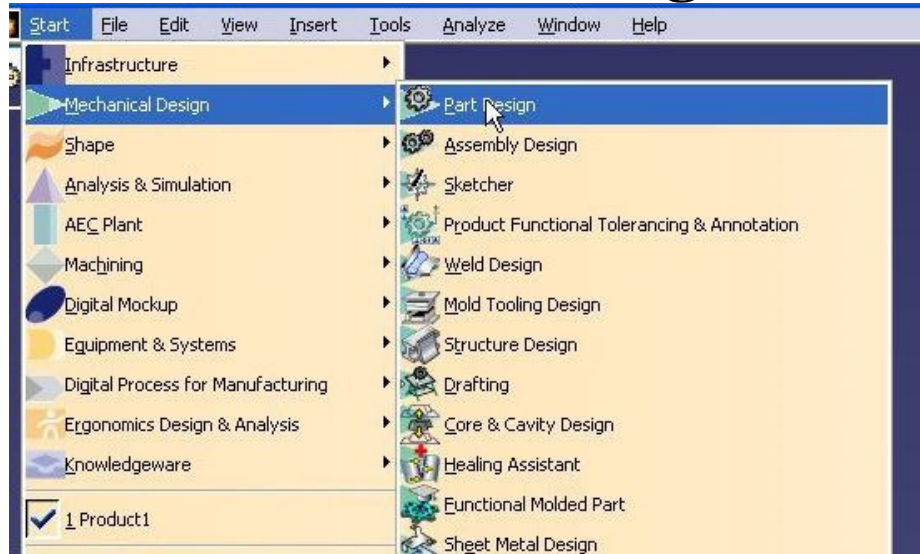 Start File Edit View Insert Tools Analyze Window Help
Infrastructure
Mechanical Design
Shape
Analysis & Simulation
AEC Plant
Machining
Digital Mockup
Equipment & Systems
Digital Process for Manufacturing
Ergonomics Design & Analysis
Knowledgeware
1 Product1
Part Design
Assembly Design
Sketcher
Product Functional Tolerancing & Annotation
Weld Design
Mold Tooling Design
Structure Design
Drafting
Core & Cavity Design
Healing Assistant
Functional Molded Part
Sheet Metal Design